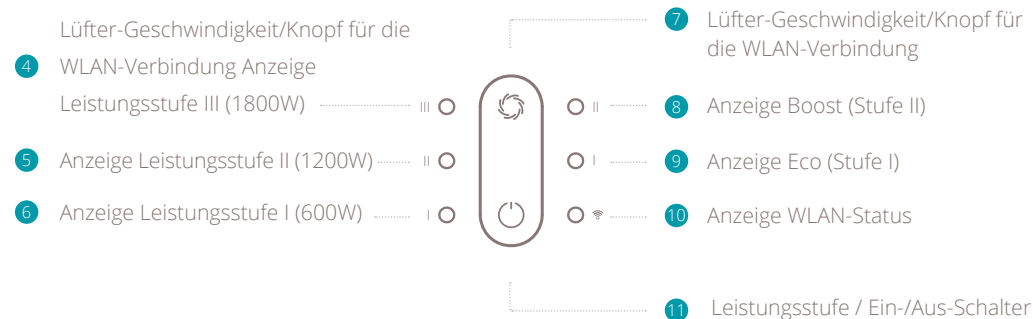 Lüfter-Geschwindigkeit/Knopf für die
4 WLAN-Verbindung Anzeige
Leistungsstufe III (1800W)
III
5 Anzeige Leistungsstufe II (1200W)
II
6 Anzeige Leistungsstufe I (600W)
I
7 Lüfter-Geschwindigkeit/Knopf für
die WLAN-Verbindung
II
8 Anzeige Boost (Stufe II)
I
9 Anzeige Eco (Stufe I)
10 Anzeige WLAN-Status
11 Leistungsstufe / Ein-/Aus-Schalter